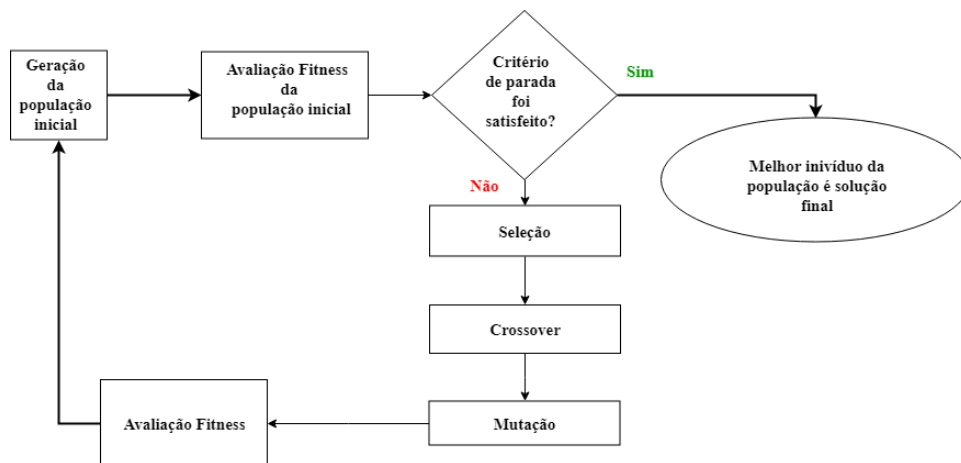 Geração
da
população
inicial
Avaliação Fitness
da
população inicial
Critério
de parada
foi
satisfeito?
Sim
Melhor inivíduo da
população é solução
final
Não
Seleção
Crossover
Mutação
Avaliação Fitness